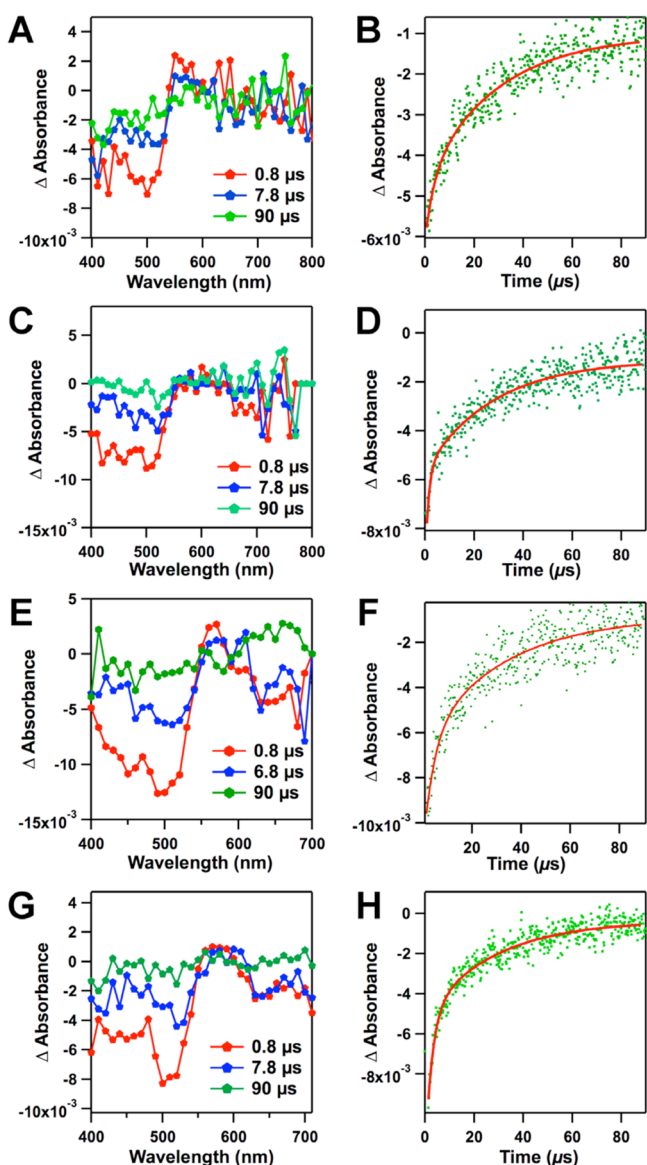 A
B
4
2
0
-2
-4
-6
-8
-10x10⁻³
Δ Absorbance
0.8 µs
7.8 µs
90 µs
400 500 600 700 800
Wavelength (nm)
-1
-2
-3
-4
-5
-6x10⁻³
Δ Absorbance
0 20 40 60 80
Time (µs)
C
D
5
0
-5
-10
-15x10⁻³
Δ Absorbance
0.8 µs
7.8 µs
90 µs
400 500 600 700 800
Wavelength (nm)
0
-2
-4
-6
-8x10⁻³
Δ Absorbance
0 20 40 60 80
Time (µs)
E
F
5
0
-5
-10
-15x10⁻³
Δ Absorbance
0.8 µs
6.8 µs
90 µs
400 500 600 700
Wavelength (nm)
-2
-4
-6
-8
-10x10⁻³
Δ Absorbance
0 20 40 60 80
Time (µs)
G
H
4
2
0
-2
-4
-6
-8
-10x10⁻³
Δ Absorbance
0.8 µs
7.8 µs
90 µs
400 500 600 700
Wavelength (nm)
0
-2
-4
-6
-8x10⁻³
Δ Absorbance
0 20 40 60 80
Time (µs)